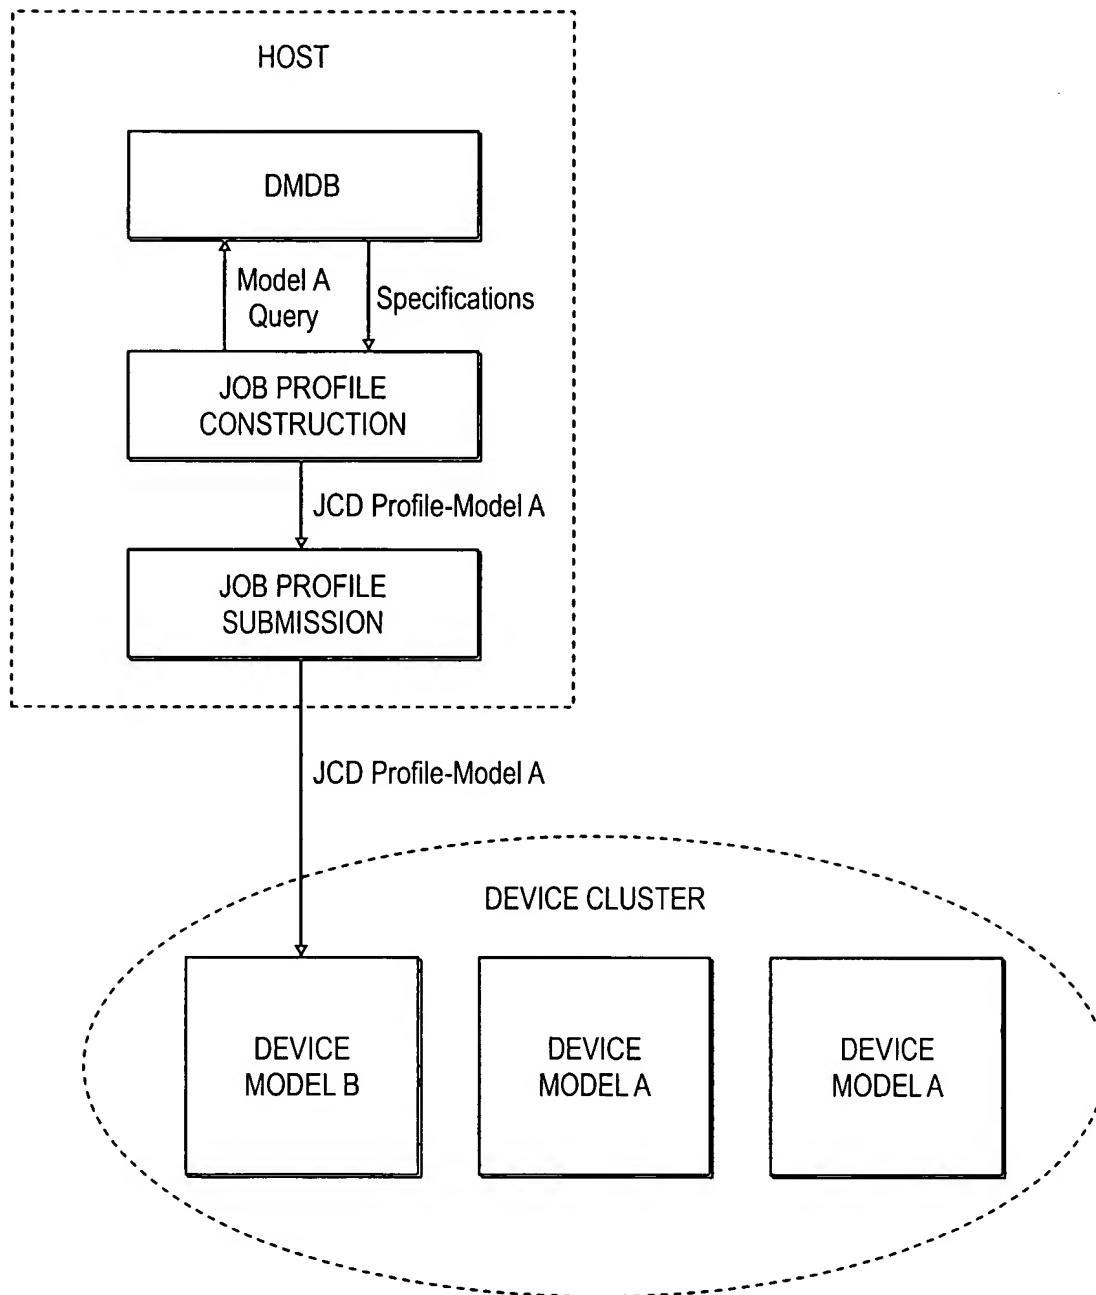 HOST
DMDB
Model A
Query
Specifications
JOB PROFILE
CONSTRUCTION
JCD Profile-Model A
JOB PROFILE
SUBMISSION
JCD Profile-Model A
DEVICE CLUSTER
DEVICE
MODEL B
DEVICE
MODEL A
DEVICE
MODEL A